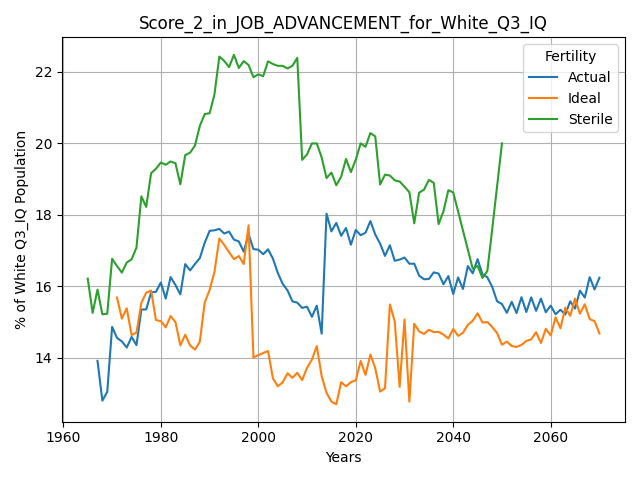 Score_2_in_JOB_ADVANCEMENT_for_White_Q3_IQ
% of White Q3_IQ Population
22
20
18
16
14
1960
1980
2000
2020
2040
2060
Years
Fertility
Actual
Ideal
Sterile